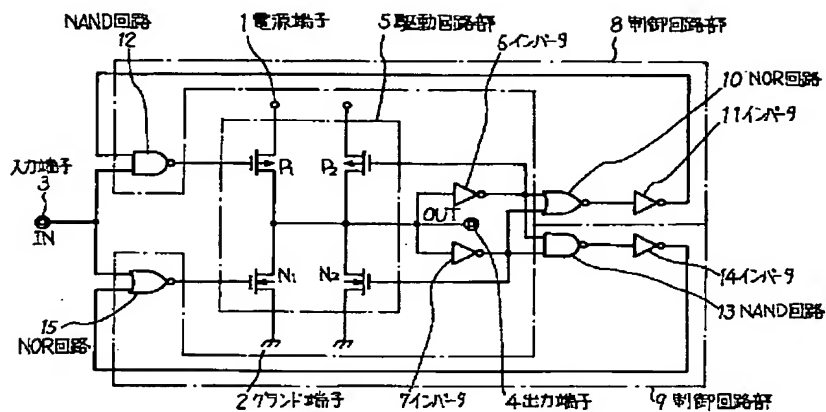 NAND回路
12
1電源端子
5駆動回路部
6インバータ
8制御回路部
10 NOR回路
11インバータ
入力端子
3
IN
P1
P2
OUT
N1
N2
15
NOR回路
14インバータ
13 NAND回路
2グランド端子
7インバータ
4出力端子
9制御回路部